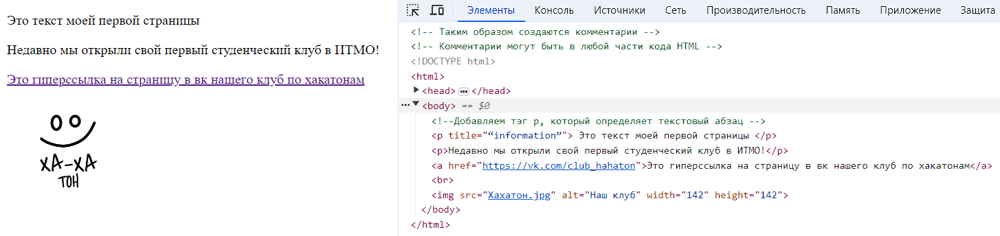 Это текст моей первой страницы
Недавно мы открыли свой первый студенческий клуб в ИТМО!
Это гиперссылка на страницу в вк нашего клуб по хакатонам
ХА-ХА
ТОН
Элементы Консоль Источники Сеть Производительность Память Приложение Защита
<!-- Таким образом создаются комментарии -->
<!-- Комментарии могут быть в любой части кода HTML -->
<!DOCTYPE html>
<html>
<head> ••• </head>
••• <body> == $0
<!--Добавляем тэг p, который определяет текстовый абзац -->
<p title="“information”"> Это текст моей первой страницы </p>
<p>Недавно мы открыли свой первый студенческий клуб в ИТМО!</p>
<a href="https://vk.com/club_hahaton">Это гиперссылка на страницу в вк нашего клуб по хакатонам</a>
<br>
<img src="Хахатон.jpg" alt="Наш клуб" width="142" height="142">
</body>
</html>